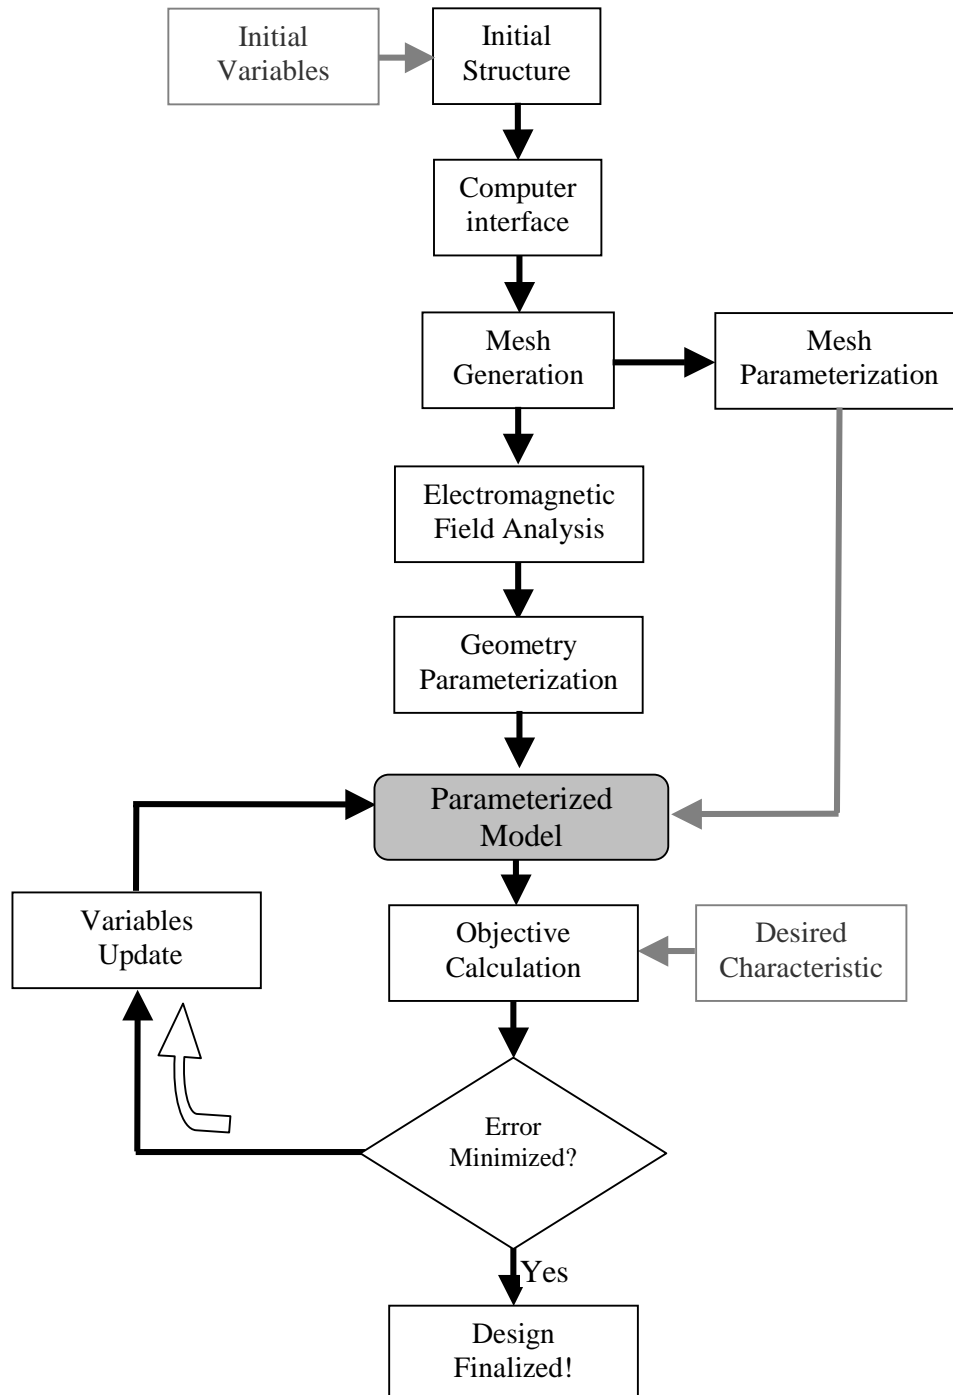 Initial
Variables
Initial
Structure
Computer
interface
Mesh
Generation
Mesh
Parameterization
Electromagnetic
Field Analysis
Geometry
Parameterization
Parameterized
Model
Variables
Update
Objective
Calculation
Desired
Characteristic
Error
Minimized?
Yes
Design
Finalized!